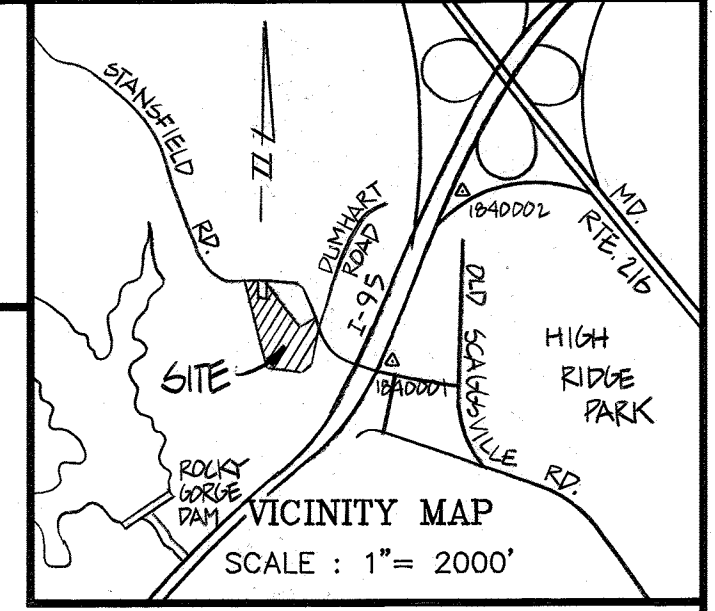 STANSFIELD
RD.
N
DUMHART
ROAD
I-95
1840002
MD.
RTE. 216
OLD SCAGGSVILLE RD.
HIGH
RIDGE
PARK
SITE
1840001
ROCKY
GORGE
DAM
VICINITY MAP
SCALE : 1"= 2000'